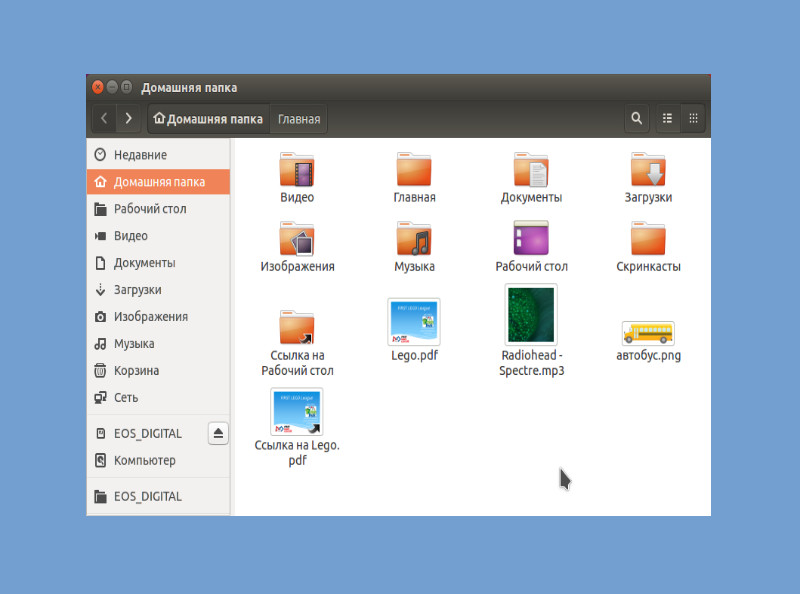 Домашняя папка
Домашняя папка
Главная
Недавние
Домашняя папка
Рабочий стол
Видео
Документы
Загрузки
Изображения
Музыка
Корзина
Сеть
EOS_DIGITAL
Компьютер
EOS_DIGITAL
Видео
Главная
Документы
Загрузки
Изображения
Музыка
Рабочий стол
Скринкасты
Ссылка на
Рабочий стол
Lego.pdf
Radiohead -
Spectre.mp3
автобус.png
Ссылка на Lego.
pdf